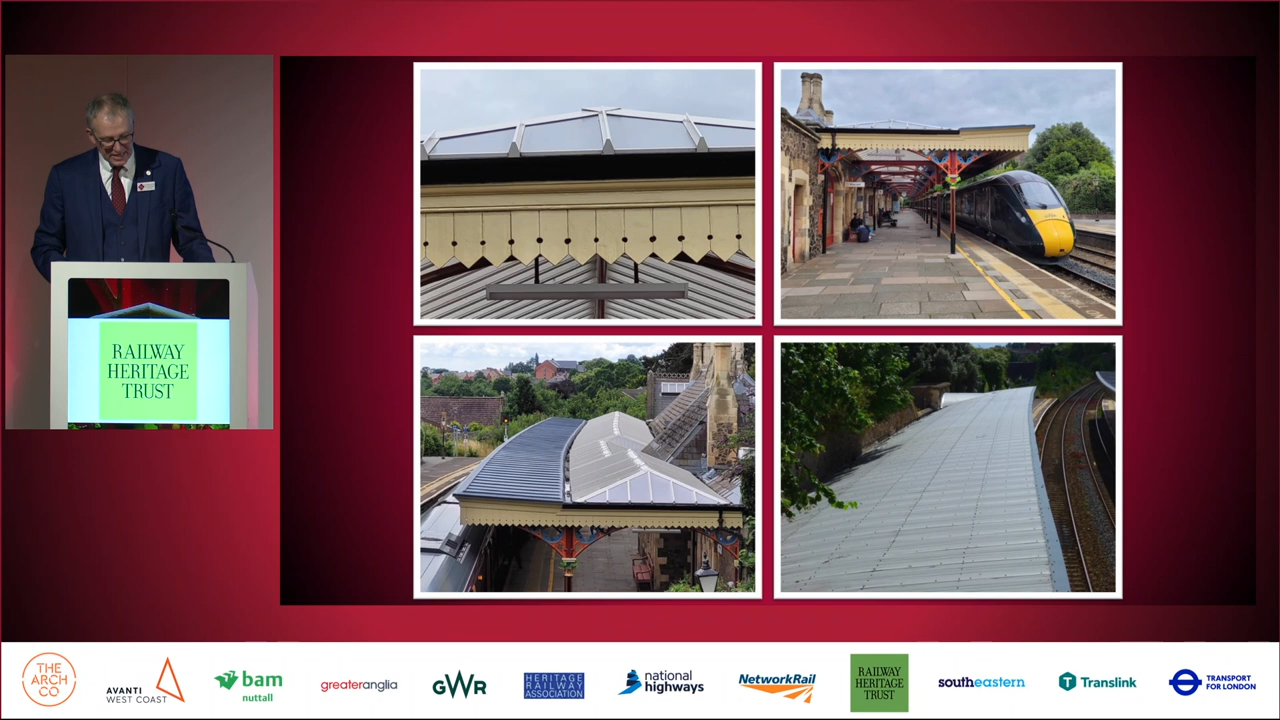 RAILWAY
HERITAGE
TRUST
THE
ARCH
CO
AVANTI
WEST COAST
bam
nuttall
greateranglia
GWR
HERITAGE
RAILWAY
ASSOCIATION
national
highways
NetworkRail
RAILWAY
HERITAGE
TRUST
southeastern
Translink
TRANSPORT
FOR LONDON